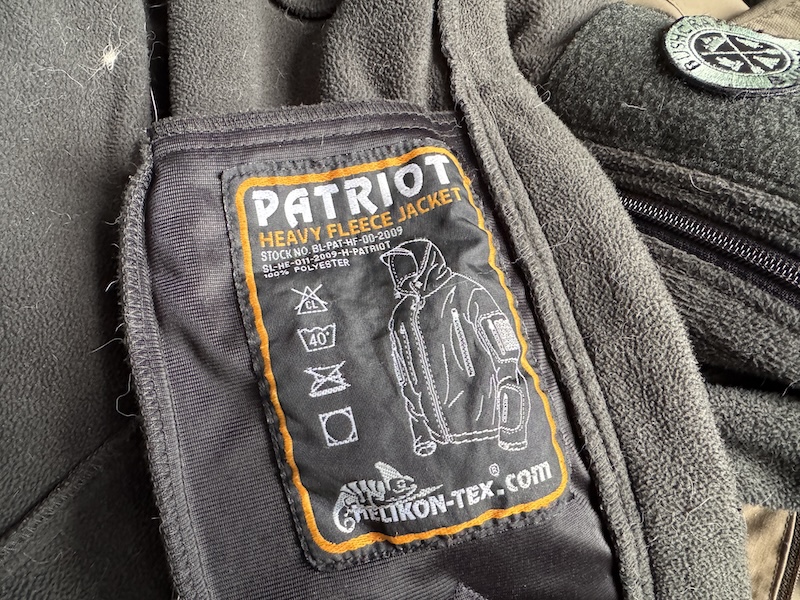 PATRIOT
HEAVY FLEECE JACKET
STOCK NO. BL-PAT-HF-00-2009
SL-HF-011-2009-H-PATRIOT
100% POLYESTER
CL
40°
HELIKON-TEX®.com